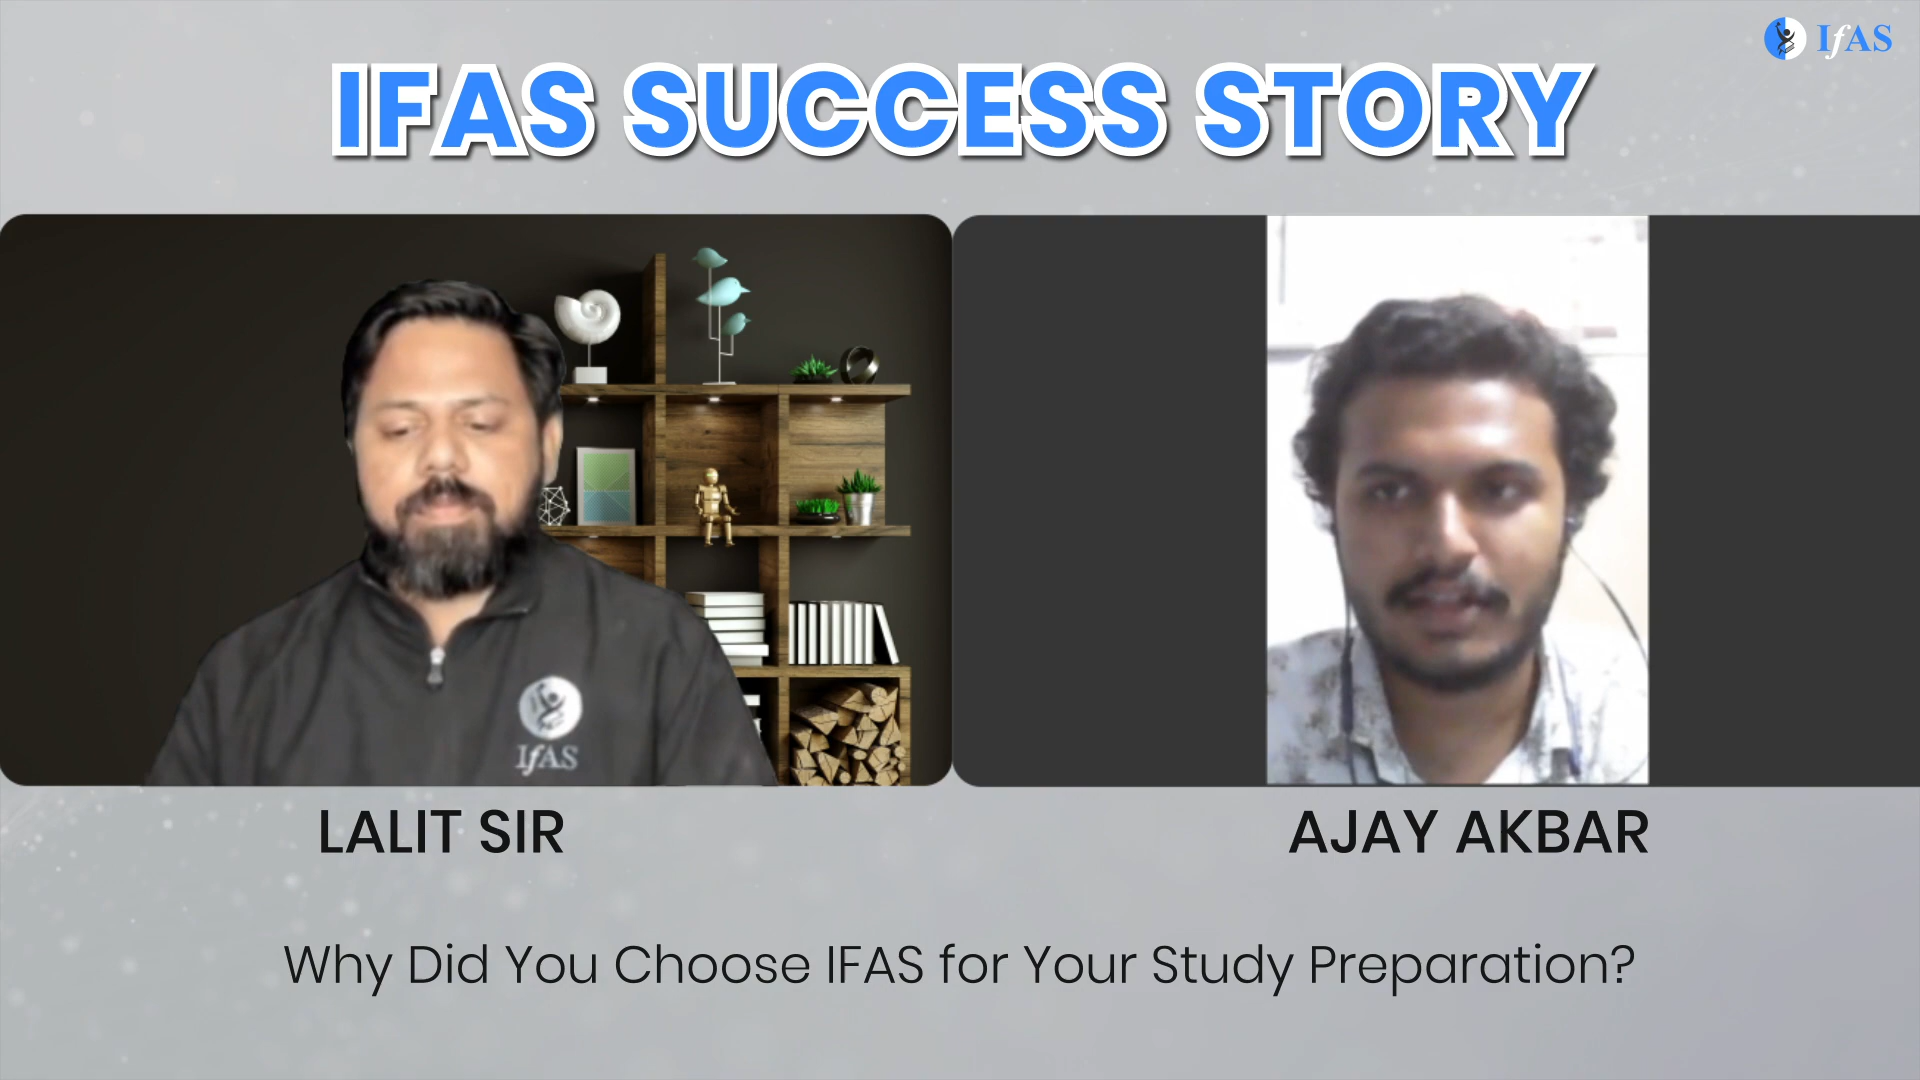 IfAS
IFAS SUCCESS STORY
IfAS
LALIT SIR
AJAY AKBAR
Why Did You Choose IFAS for Your Study Preparation?